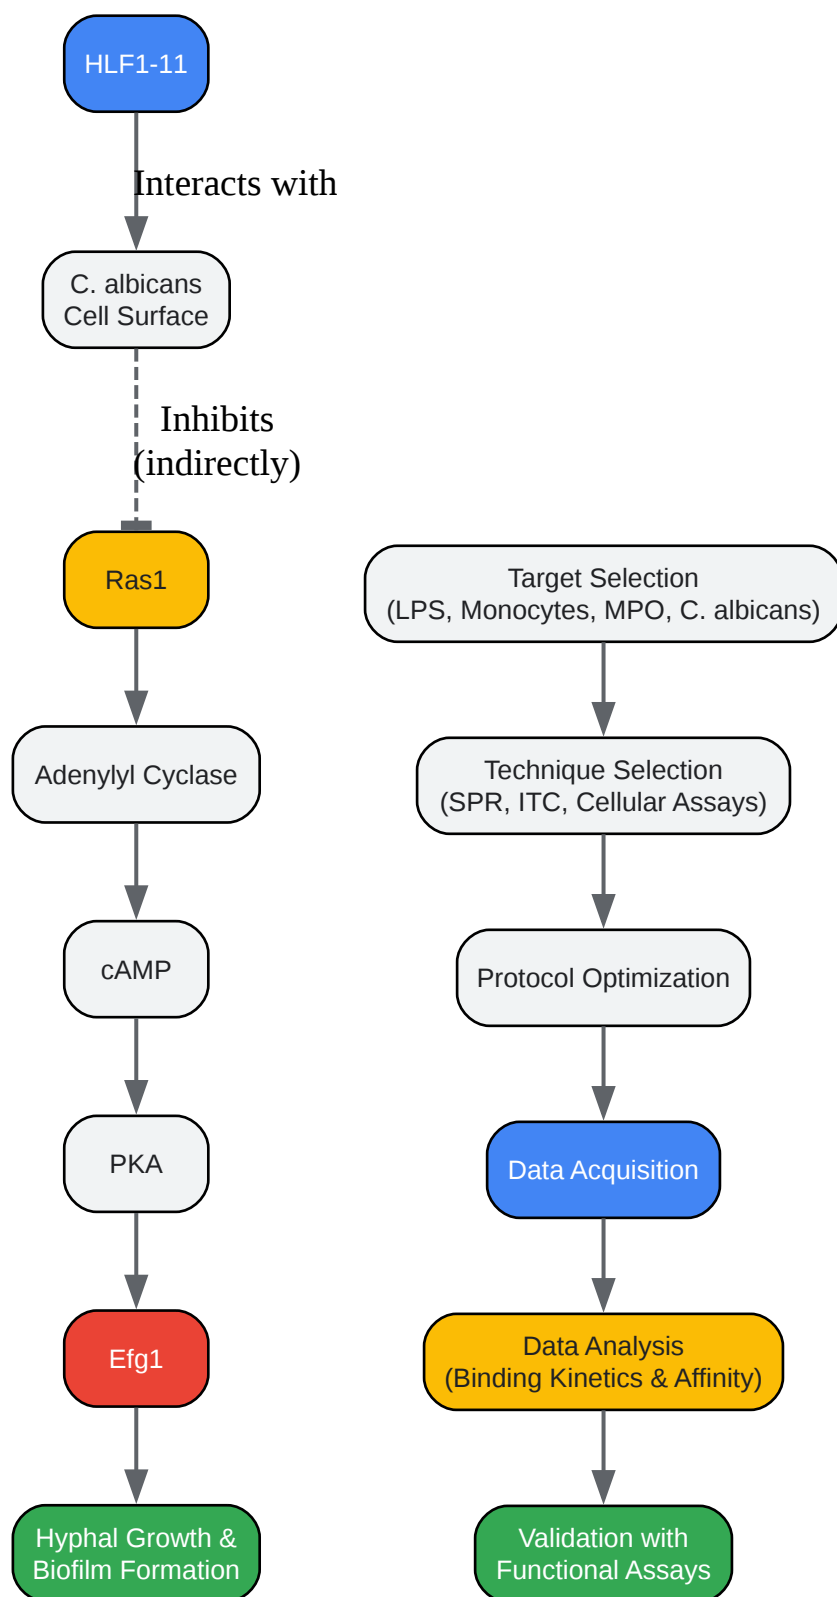 HLF1-11
Interacts with
C. albicans
Cell Surface
Inhibits
(indirectly)
Ras1
Adenylyl Cyclase
cAMP
PKA
Efg1
Hyphal Growth &
Biofilm Formation
Target Selection
(LPS, Monocytes, MPO, C. albicans)
Technique Selection
(SPR, ITC, Cellular Assays)
Protocol Optimization
Data Acquisition
Data Analysis
(Binding Kinetics & Affinity)
Validation with
Functional Assays